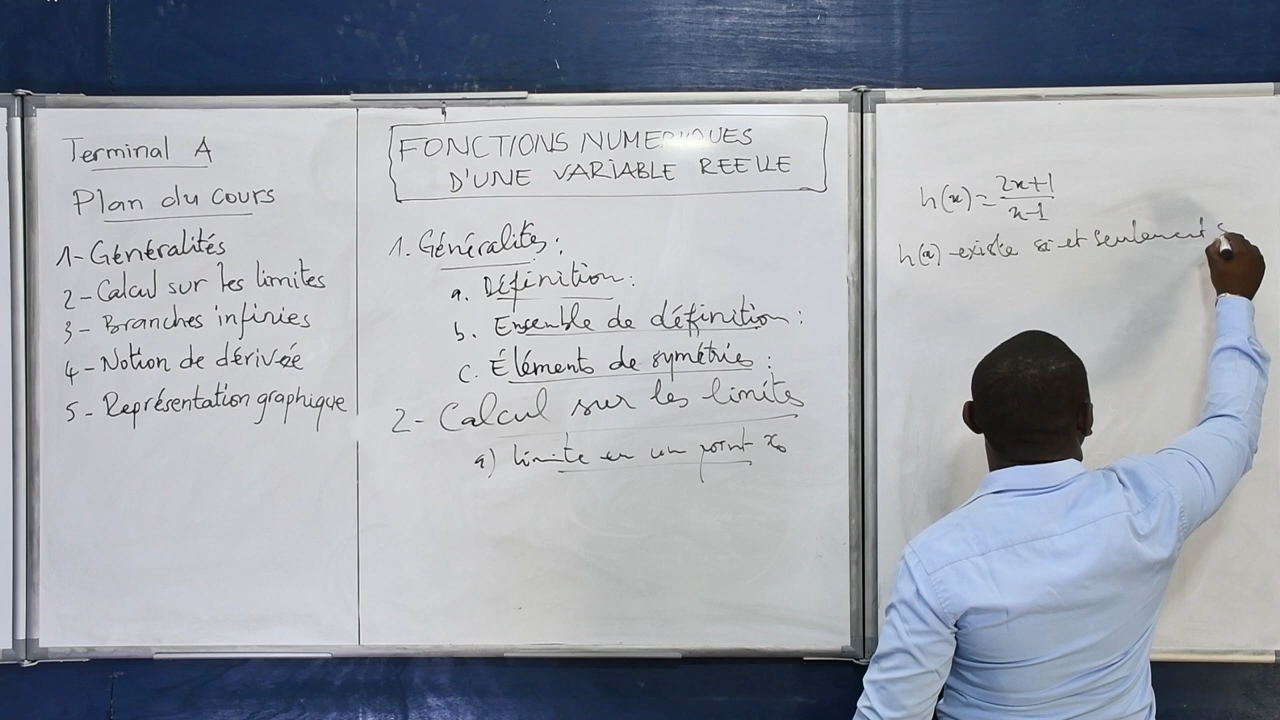 Terminal A
Plan du cours
1- Généralités
2- Calcul sur les limites
3- Branches infinies
4- Notion de dérivée
5- Représentation graphique
FONCTIONS NUMERIQUES
D'UNE VARIABLE REELLE
1. Généralités:
a. Définition:
b. Ensemble de définition:
c. Éléments de symétrie:
2- Calcul sur les limites
a) limite en un point x₀
h(x) = (2x+1)/(x-1)
h(x) existe si et seulement s